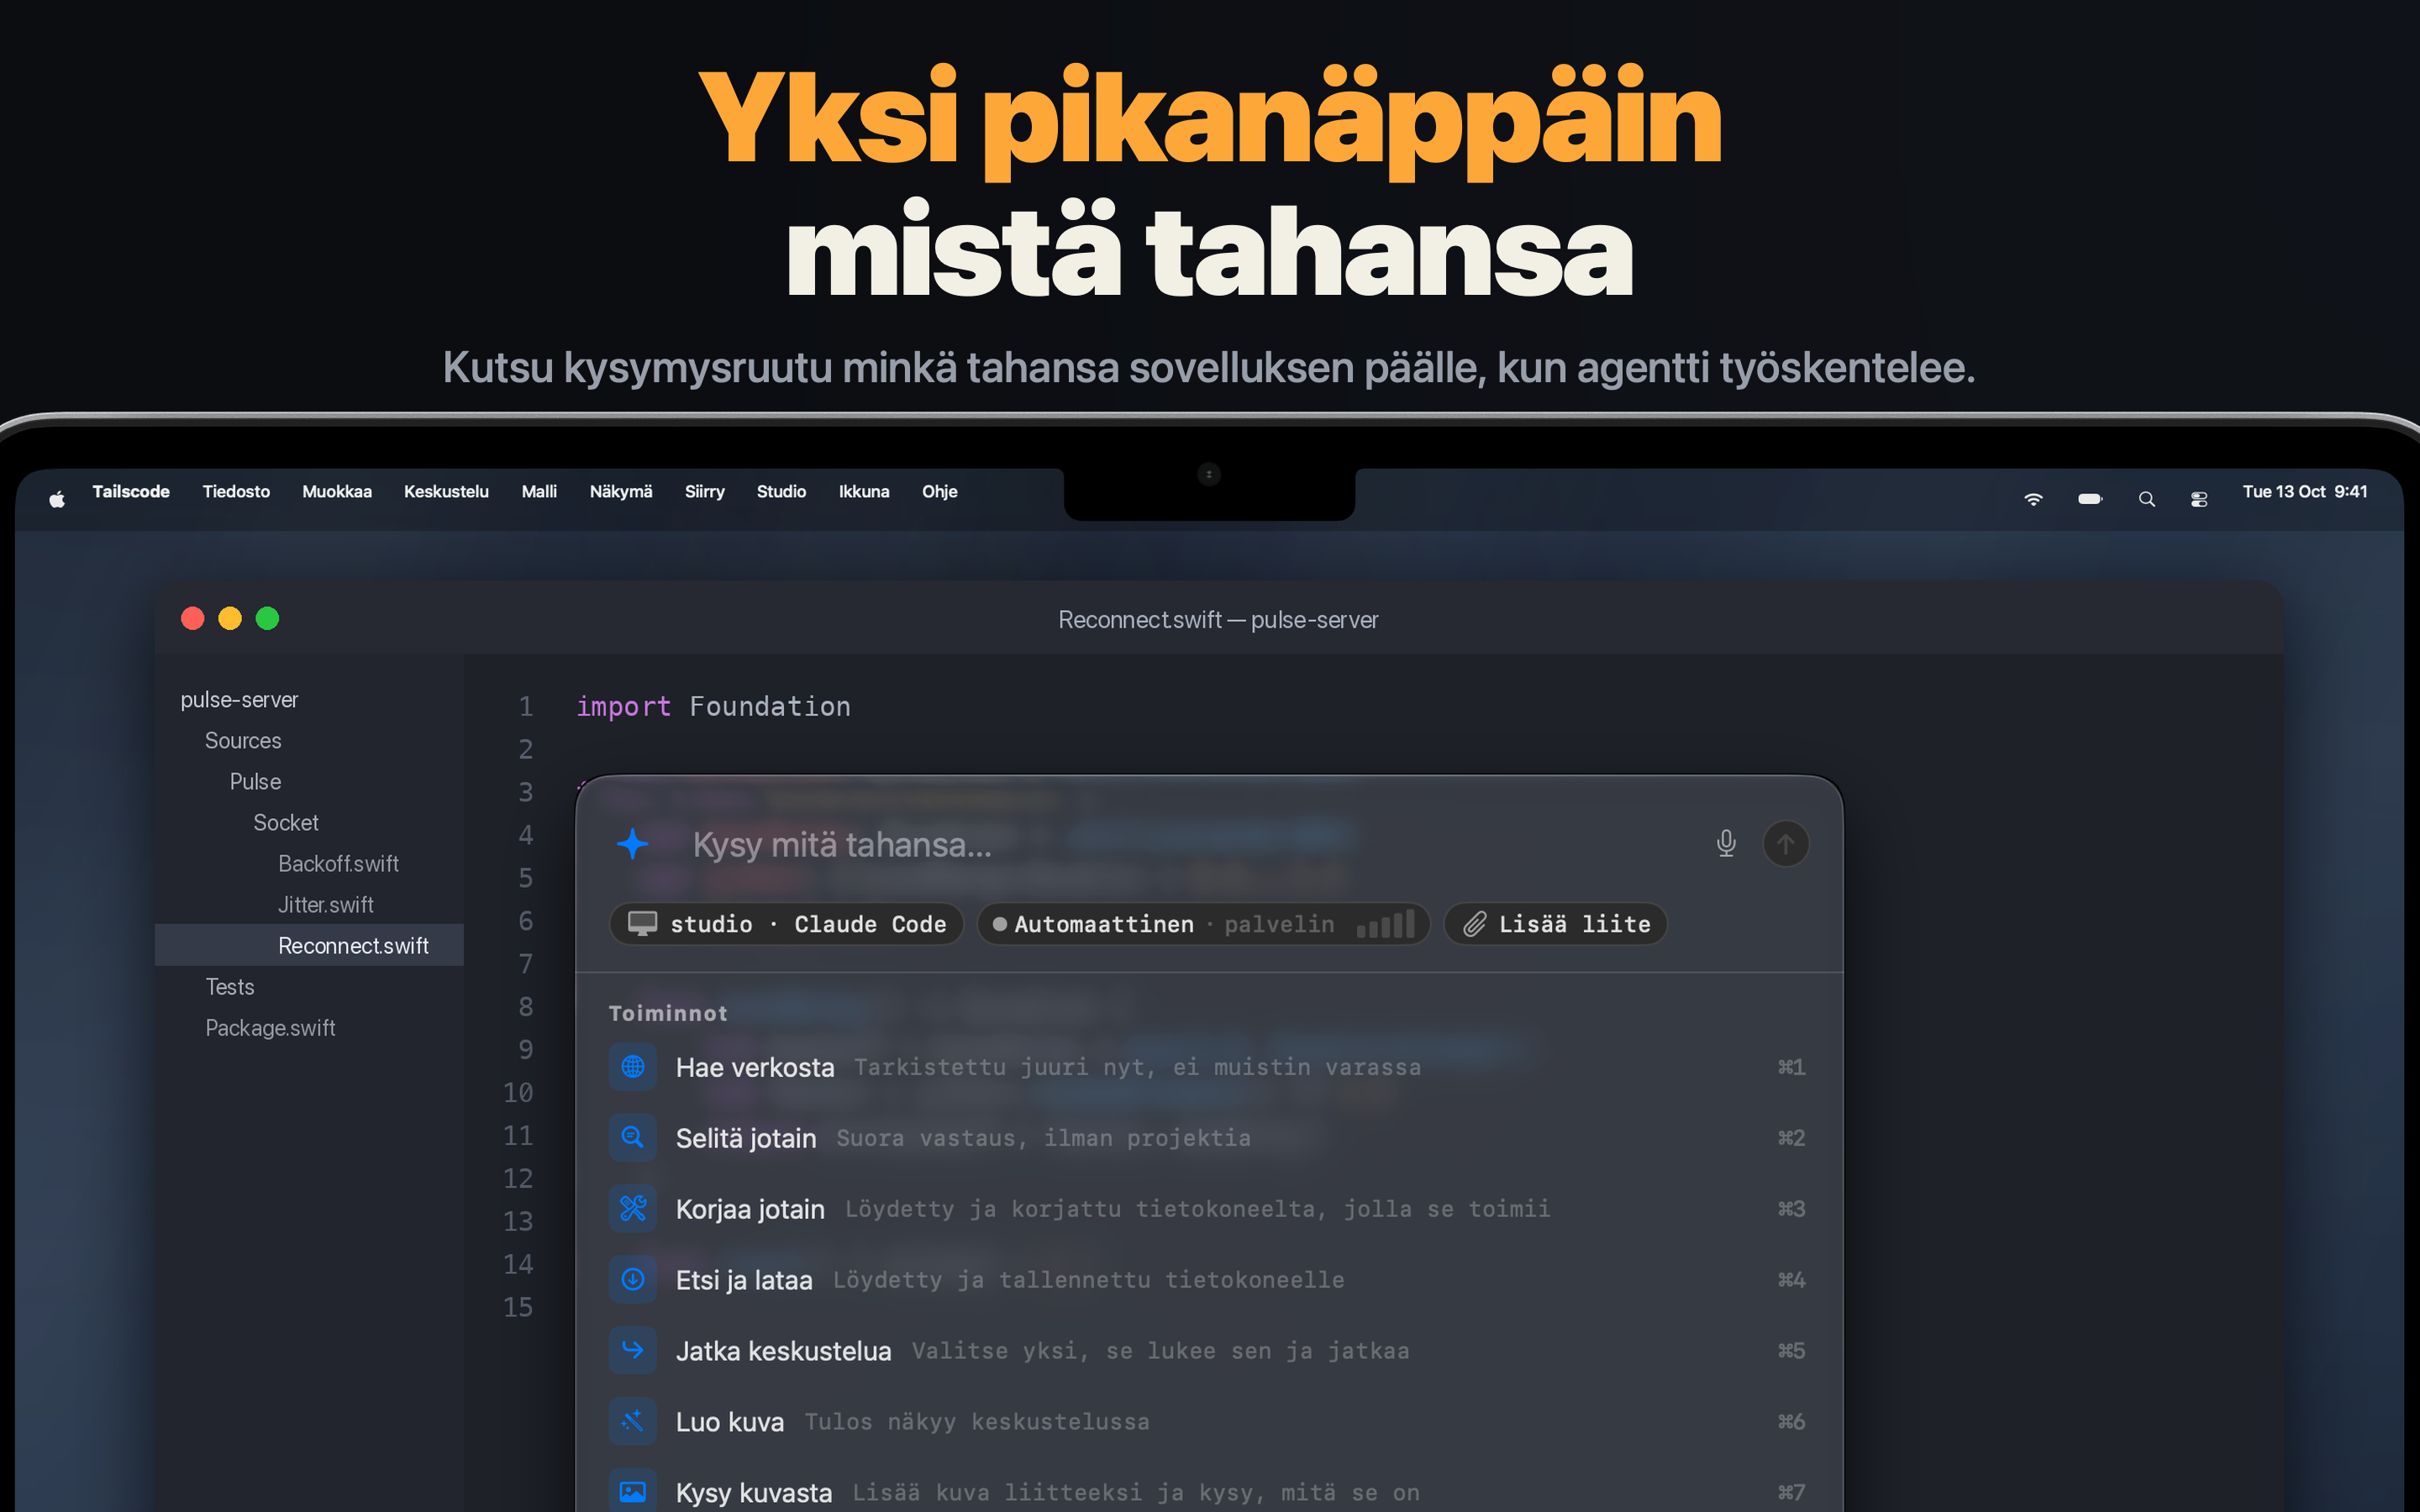 Yksi pikanäppäin
mistä tahansa
Kutsu kysymysruutu minkä tahansa sovelluksen päälle, kun agentti työskentelee.
Tailscode Tiedosto Muokkaa Keskustelu Malli Näkymä Siirry Studio Ikkuna Ohje Tue 13 Oct 9:41
Reconnect.swift — pulse-server
pulse-server
Sources
Pulse
Socket
Backoff.swift
Jitter.swift
Reconnect.swift
Tests
Package.swift
1 import Foundation
2
3
4
5
6
7
8
9
10
11
12
13
14
15
Kysy mitä tahansa...
studio · Claude Code Automaattinen · palvelin Lisää liite
Toiminnot
Hae verkosta Tarkistettu juuri nyt, ei muistin varassa ⌘1
Selitä jotain Suora vastaus, ilman projektia ⌘2
Korjaa jotain Löydetty ja korjattu tietokoneelta, jolla se toimii ⌘3
Etsi ja lataa Löydetty ja tallennettu tietokoneelle ⌘4
Jatka keskustelua Valitse yksi, se lukee sen ja jatkaa ⌘5
Luo kuva Tulos näkyy keskustelussa ⌘6
Kysy kuvasta Lisää kuva liitteeksi ja kysy, mitä se on ⌘7